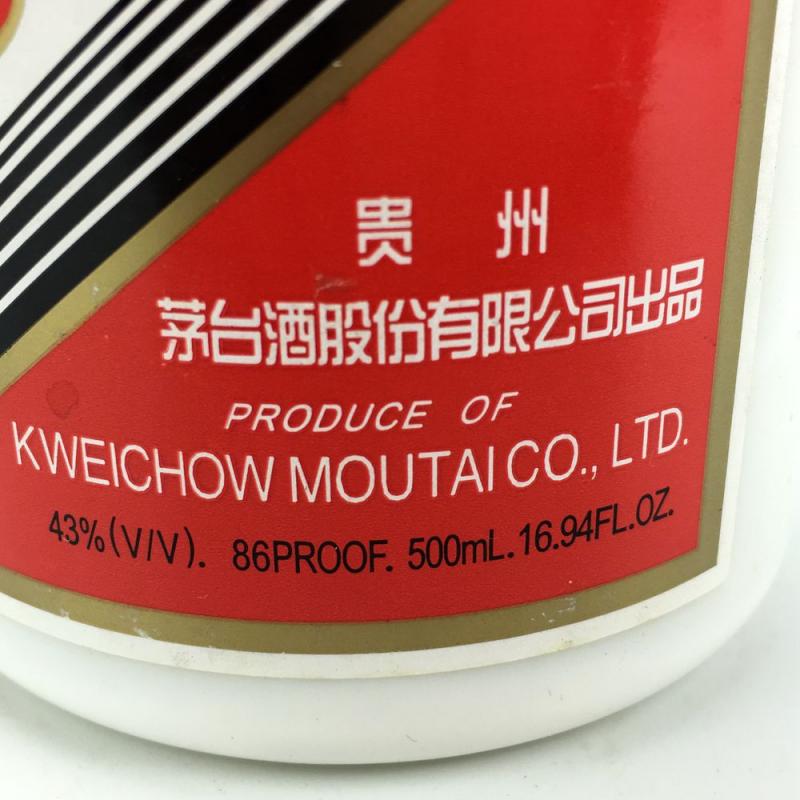 贵州
茅台酒股份有限公司出品
PRODUCE OF
KWEICHOW MOUTAI CO., LTD.
43%(V/V). 86PROOF. 500mL. 16.94FL.OZ.